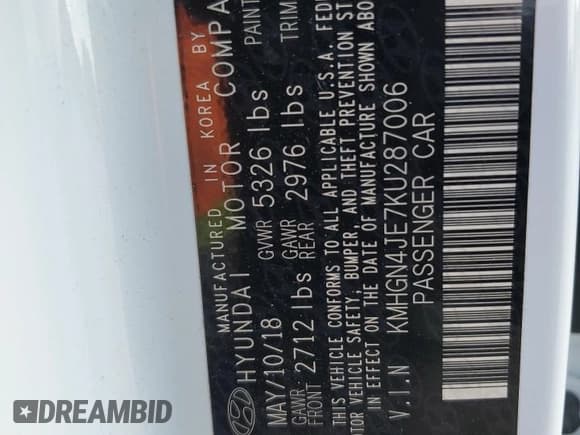 MANUFACTURED IN KOREA BY
HYUNDAI MOTOR COMPA
MAY/10/18 GVWR 5326 lbs PAINT
GAWR FRONT 2712 lbs GAWR REAR 2976 lbs TRIM
THIS VEHICLE CONFORMS TO ALL APPLICABLE U.S.A. FEDE
OTOR VEHICLE SAFETY, BUMPER, AND THEFT PREVENTION ST
IN EFFECT ON THE DATE OF MANUFACTURE SHOWN ABO
V.I.N KMHGN4JE7KU287006
PASSENGER CAR
DREAMBID